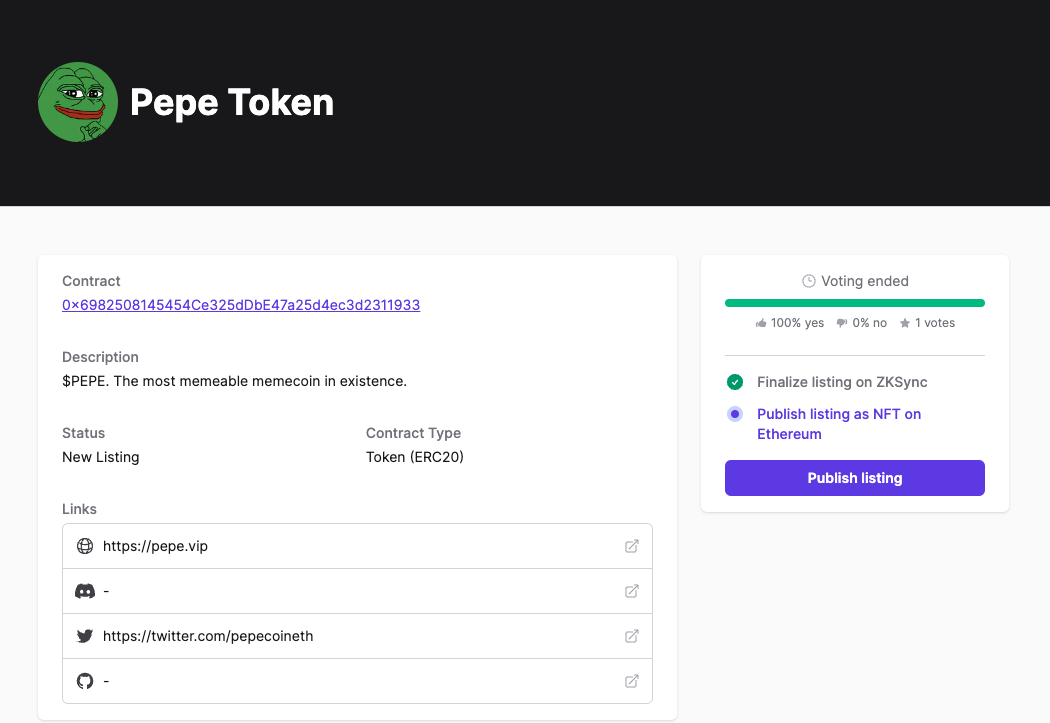 Pepe Token
Contract
0x6982508145454Ce325dDbE47a25d4ec3d2311933
Description
$PEPE. The most memeable memecoin in existence.
Status
New Listing
Contract Type
Token (ERC20)
Links
https://pepe.vip
-
https://twitter.com/pepecoineth
-
Voting ended
100% yes 0% no 1 votes
Finalize listing on ZKSync
Publish listing as NFT on
Ethereum
Publish listing